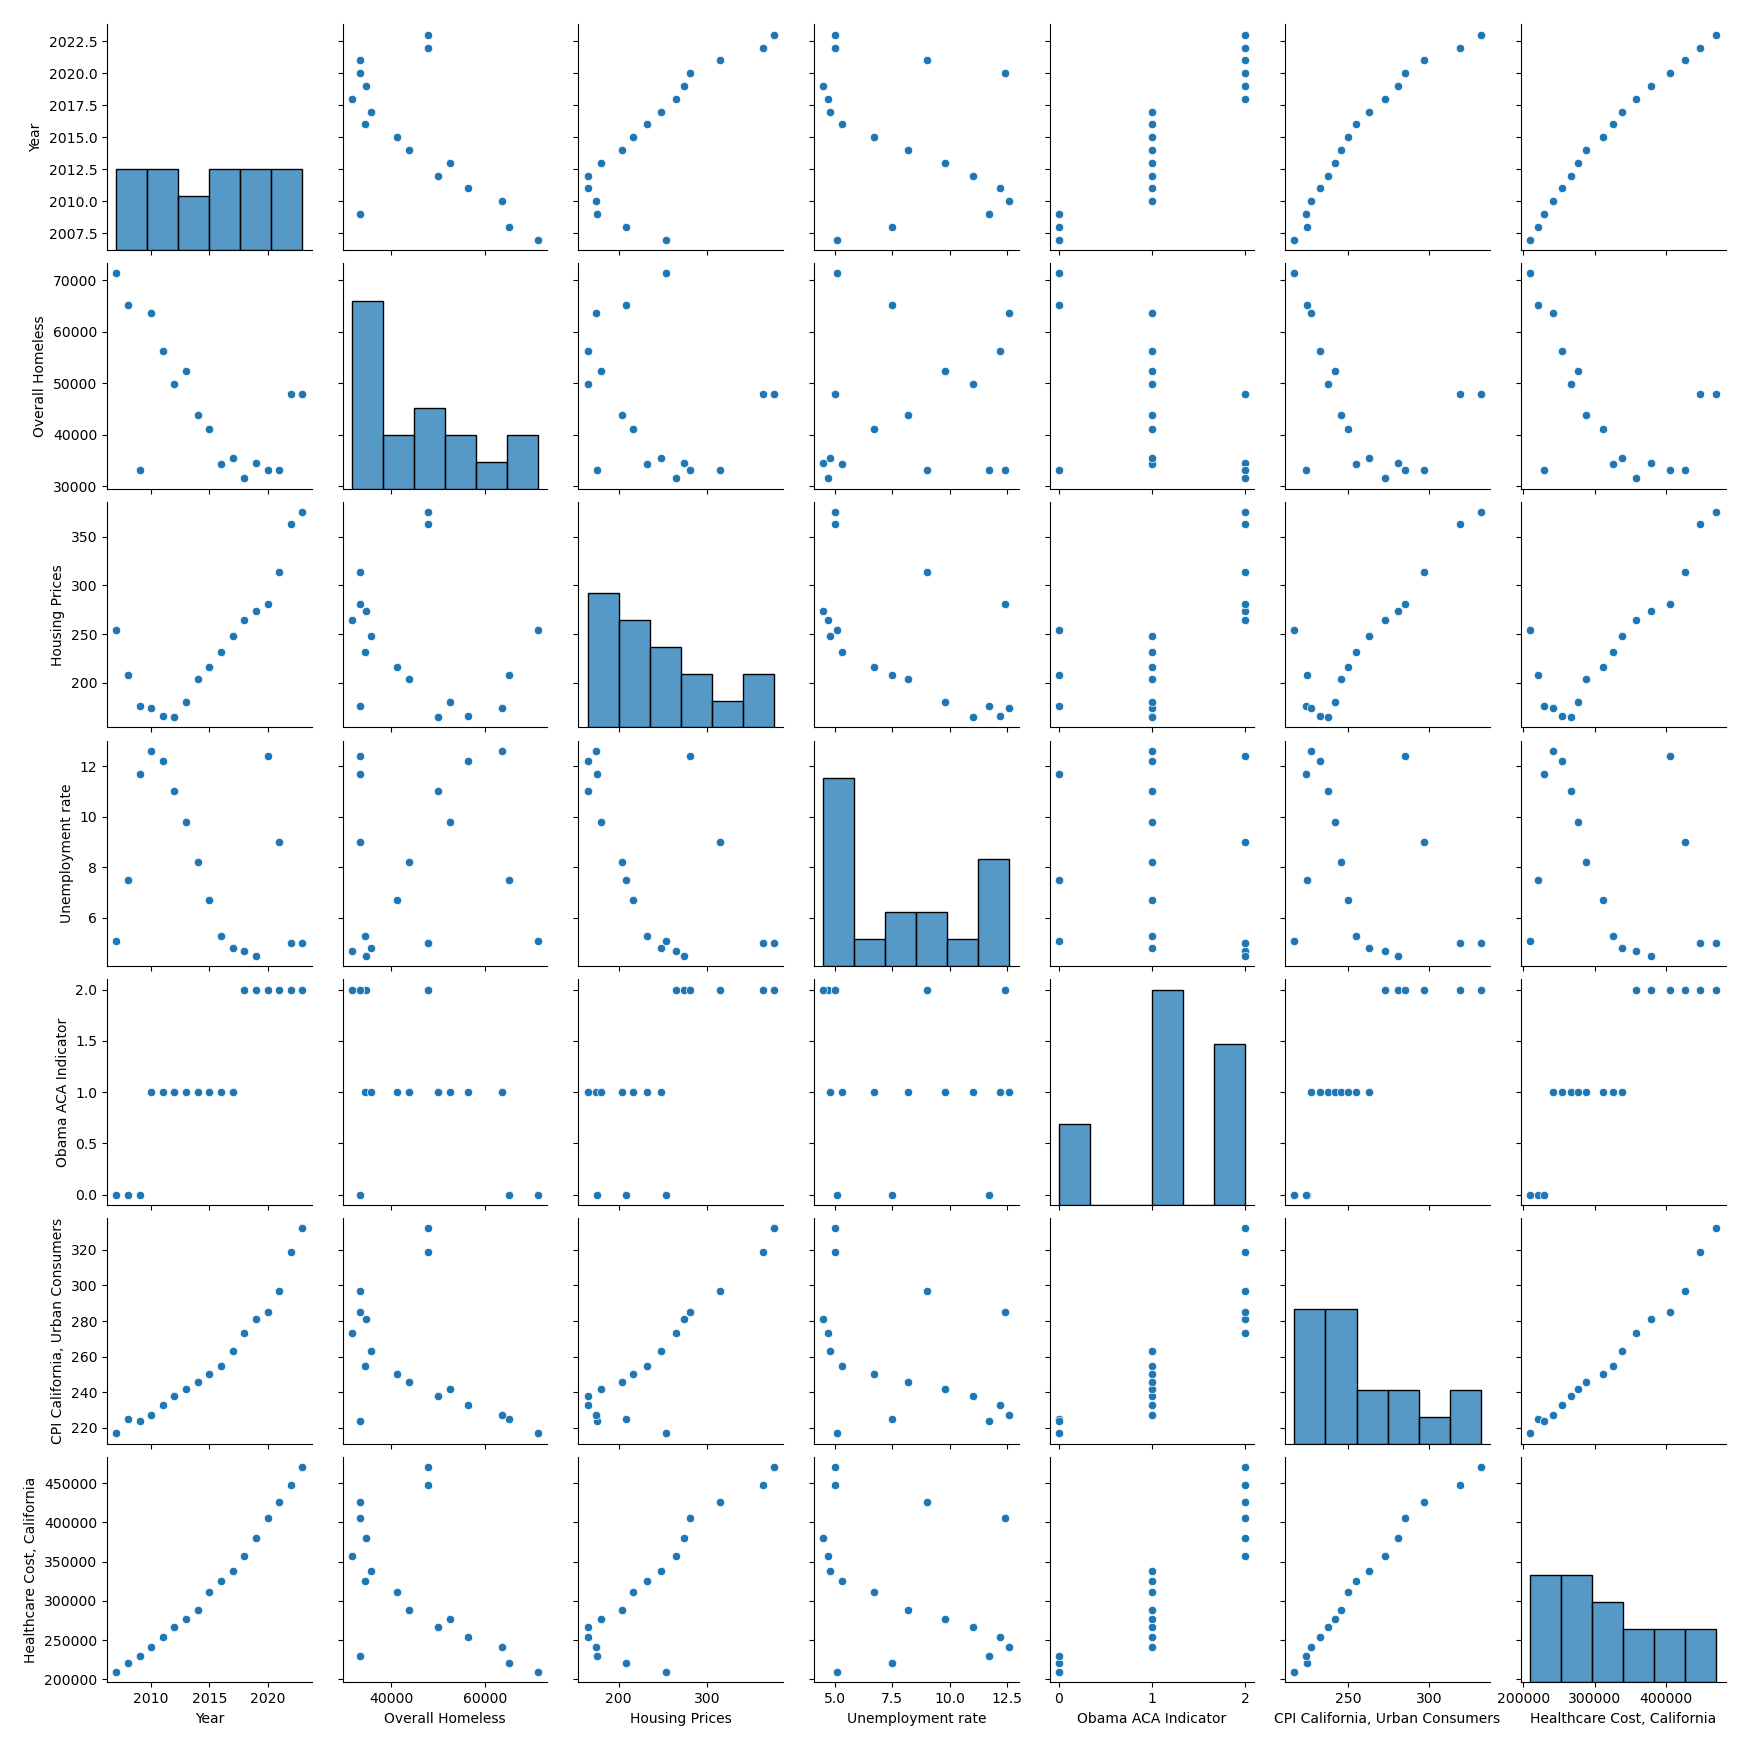 2022.5
2020.0
2017.5
2015.0
2012.5
2010.0
2007.5
Year
70000
60000
50000
40000
30000
Overall Homeless
350
300
250
200
Housing Prices
12
10
8
6
Unemployment rate
2.0
1.5
1.0
0.5
0.0
Obama ACA Indicator
320
300
280
260
240
220
CPI California, Urban Consumers
450000
400000
350000
300000
250000
200000
Healthcare Cost, California
2010 2015 2020
Year
40000 60000
Overall Homeless
200 300
Housing Prices
5.0 7.5 10.0 12.5
Unemployment rate
0 1 2
Obama ACA Indicator
250 300
CPI California, Urban Consumers
200000 300000 400000
Healthcare Cost, California